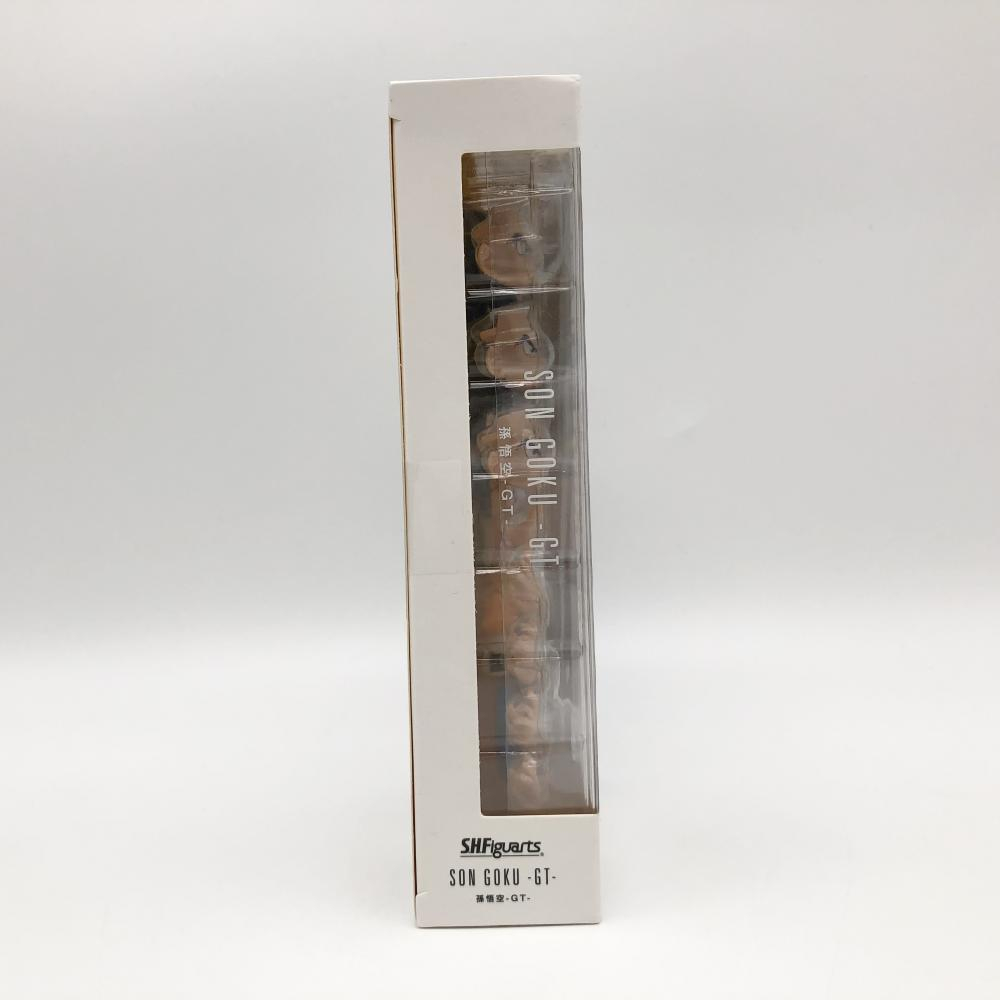 SON GOKU -GT
孫悟空-GT-
S.H.Figuarts
SON GOKU -GT-
孫悟空-GT-